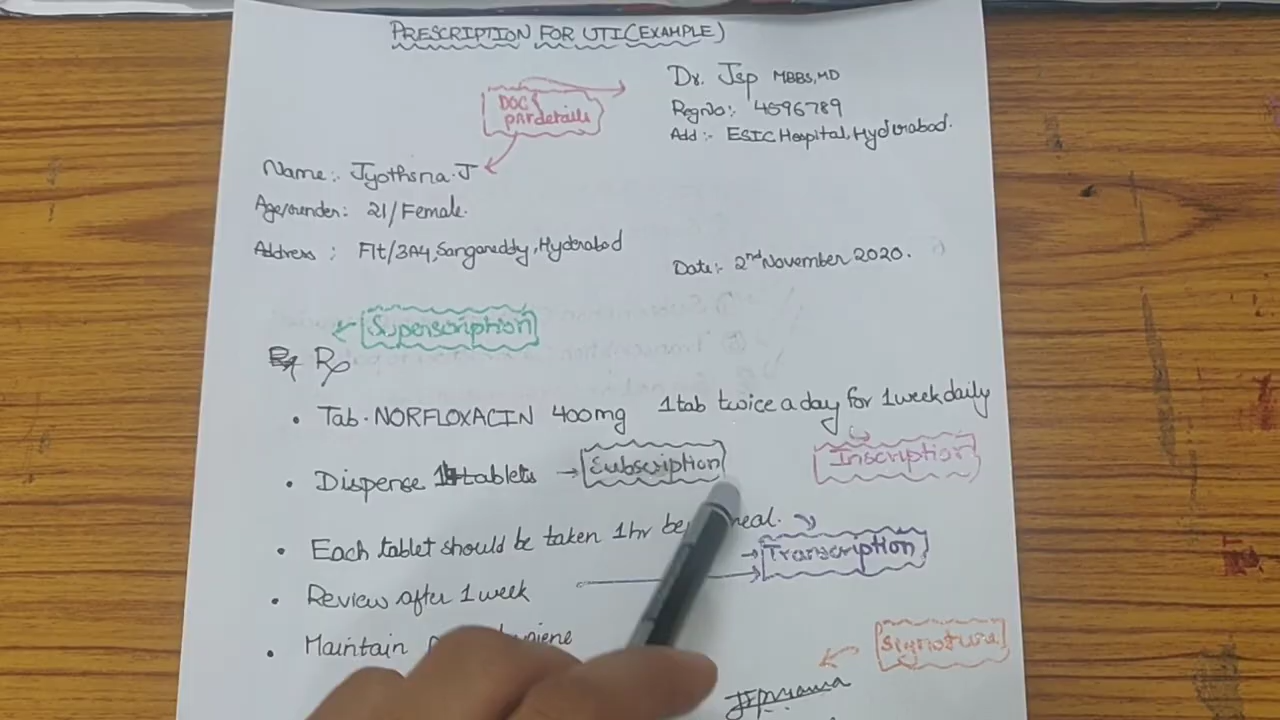 PRESCRIPTION FOR UTI(EXAMPLE)
Dr. Jsp MBBS,MD
DOC &
PAT details
RegNo:- 4596789
Add:- ESIC Hospital, Hyderabad.
Name:- Jyothsna.J
Age/Gender: 21/Female.
Address: Flt/3A4, Sangareddy, Hyderabad
Date:- 2nd November 2020.
Superscription
Rx
• Tab. NORFLOXACIN 400mg 1tab twice a day for 1week daily
Inscription
• Dispense tablets → Subscription
• Each tablet should be taken 1hr meal.
→ Transcription
• Review after 1 week
• Maintain
Signatura